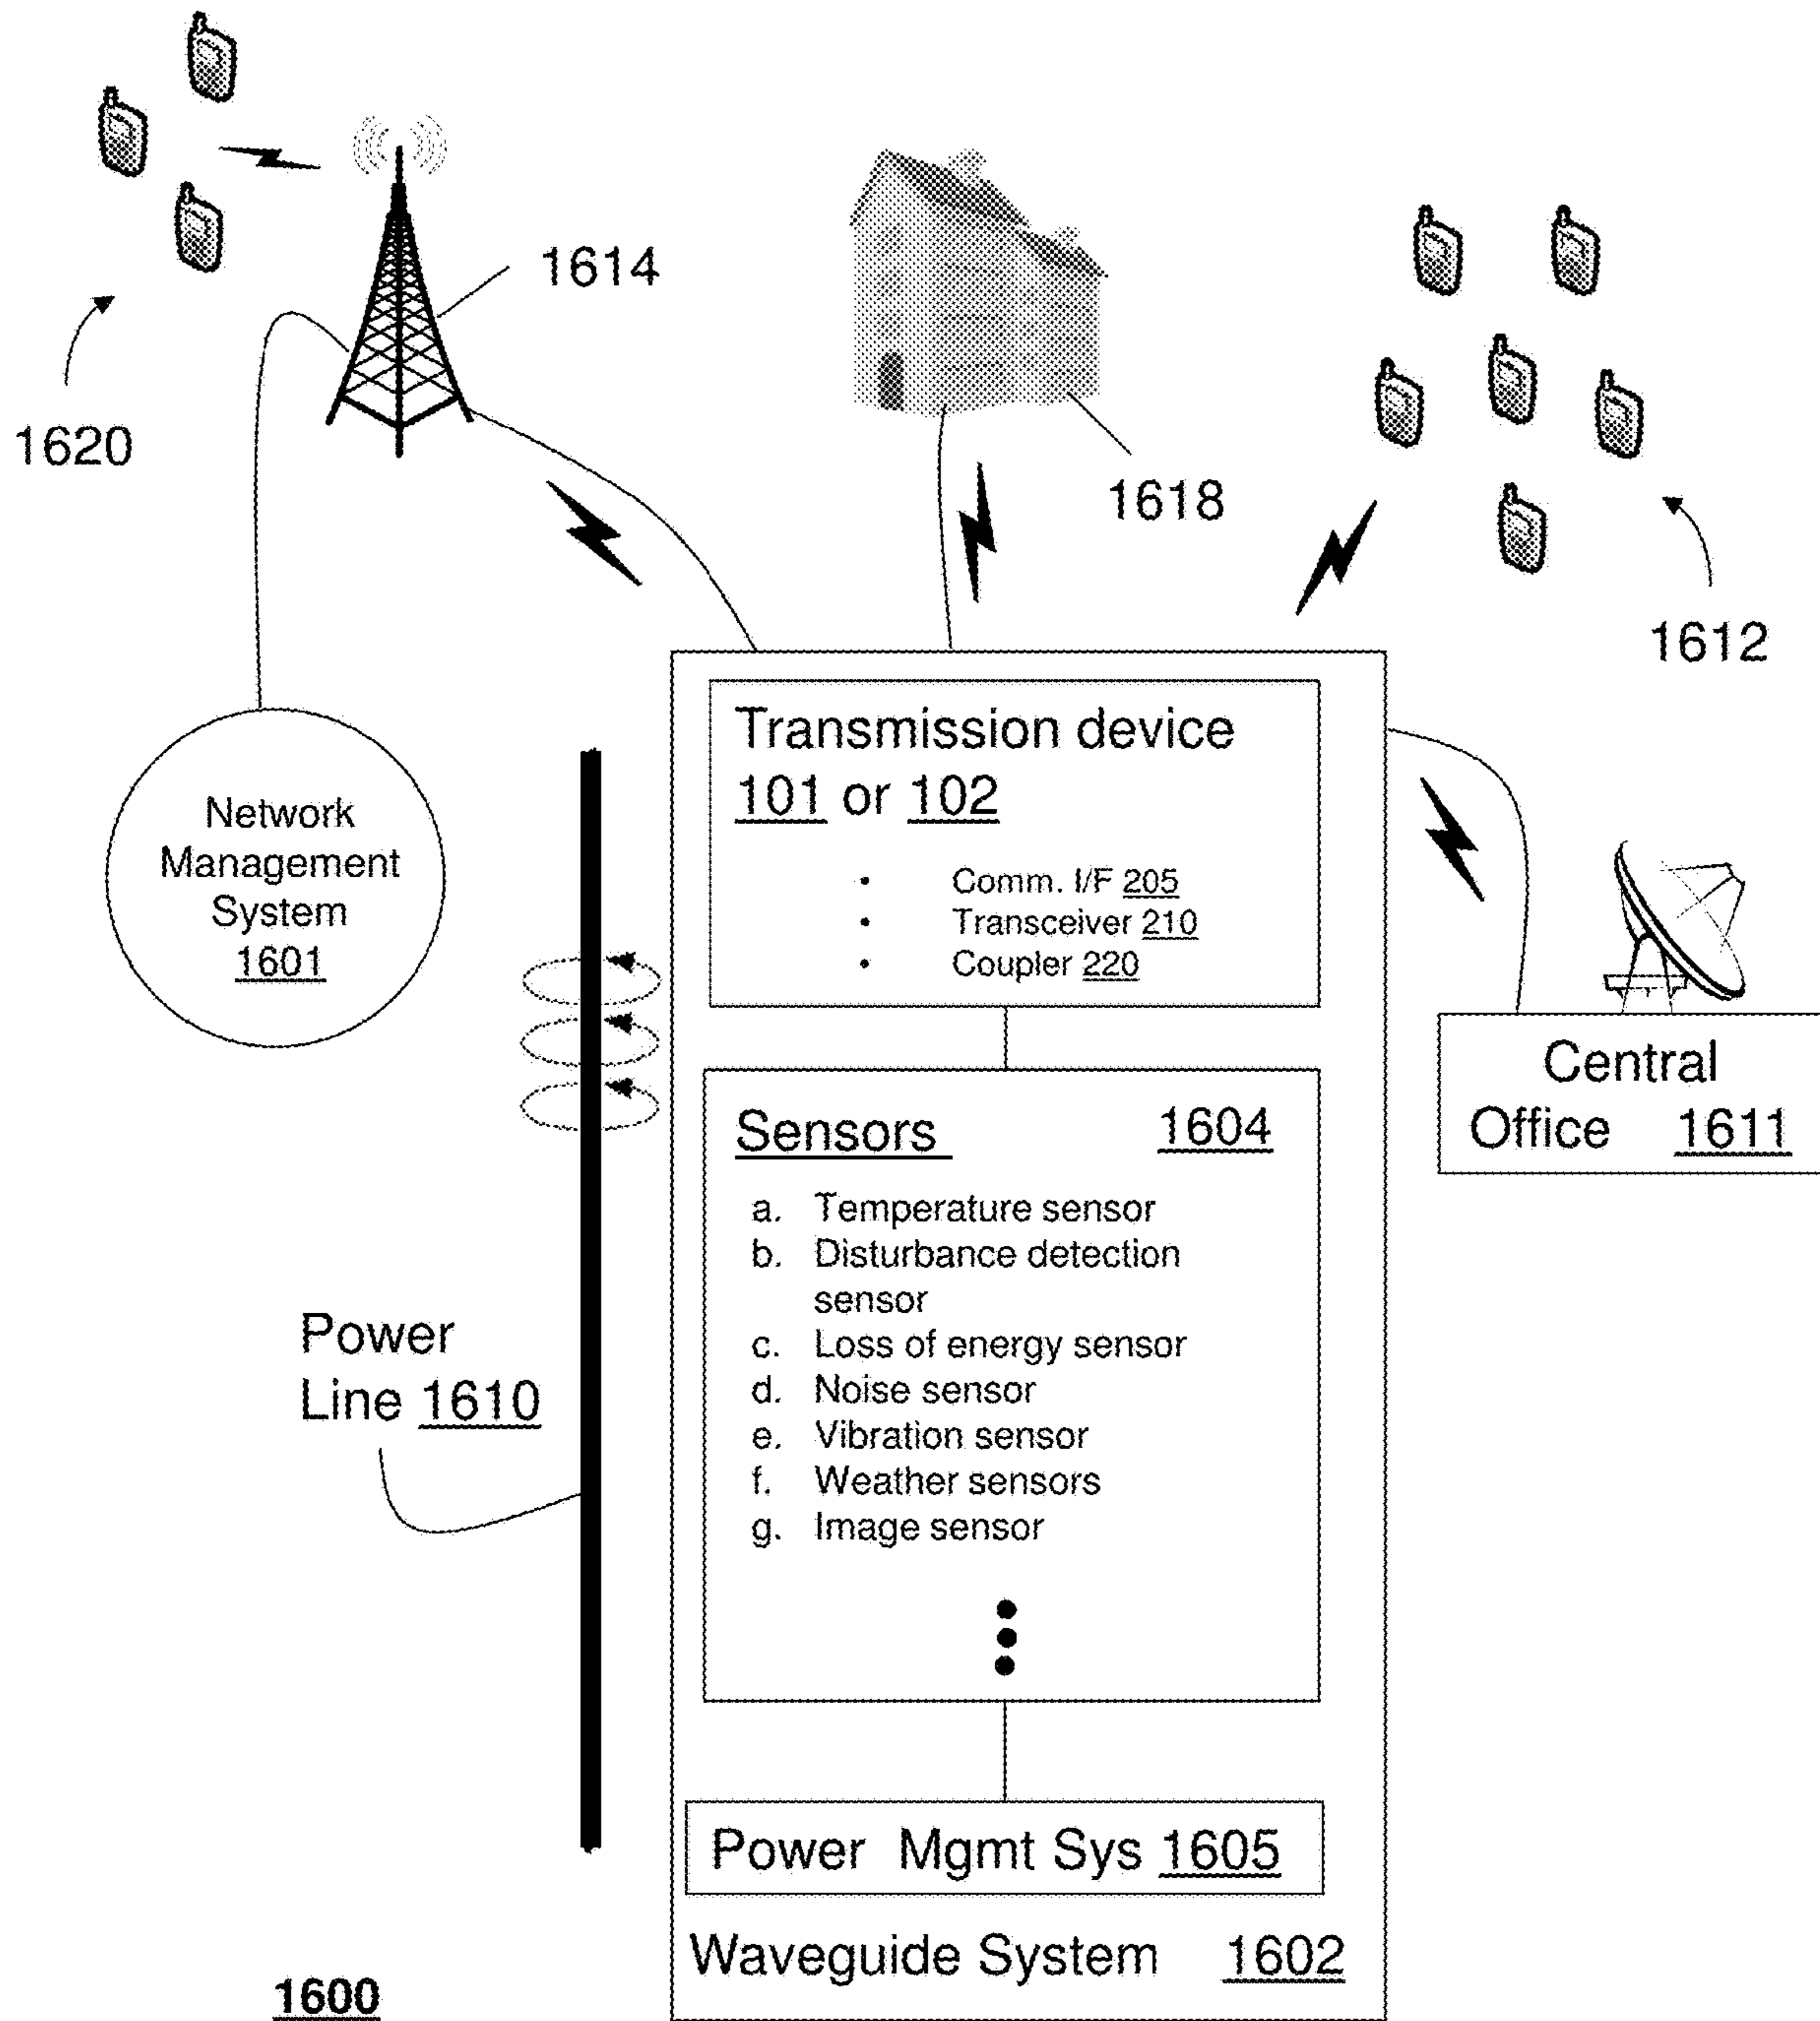 1614
1620
1618
1612
Transmission device
101 or 102
• Comm. I/F 205
• Transceiver 210
• Coupler 220
Network
Management
System
1601
Central
Office 1611
Sensors 1604
a. Temperature sensor
b. Disturbance detection
sensor
c. Loss of energy sensor
d. Noise sensor
e. Vibration sensor
f. Weather sensors
g. Image sensor
Power
Line 1610
Power Mgmt Sys 1605
Waveguide System 1602
1600